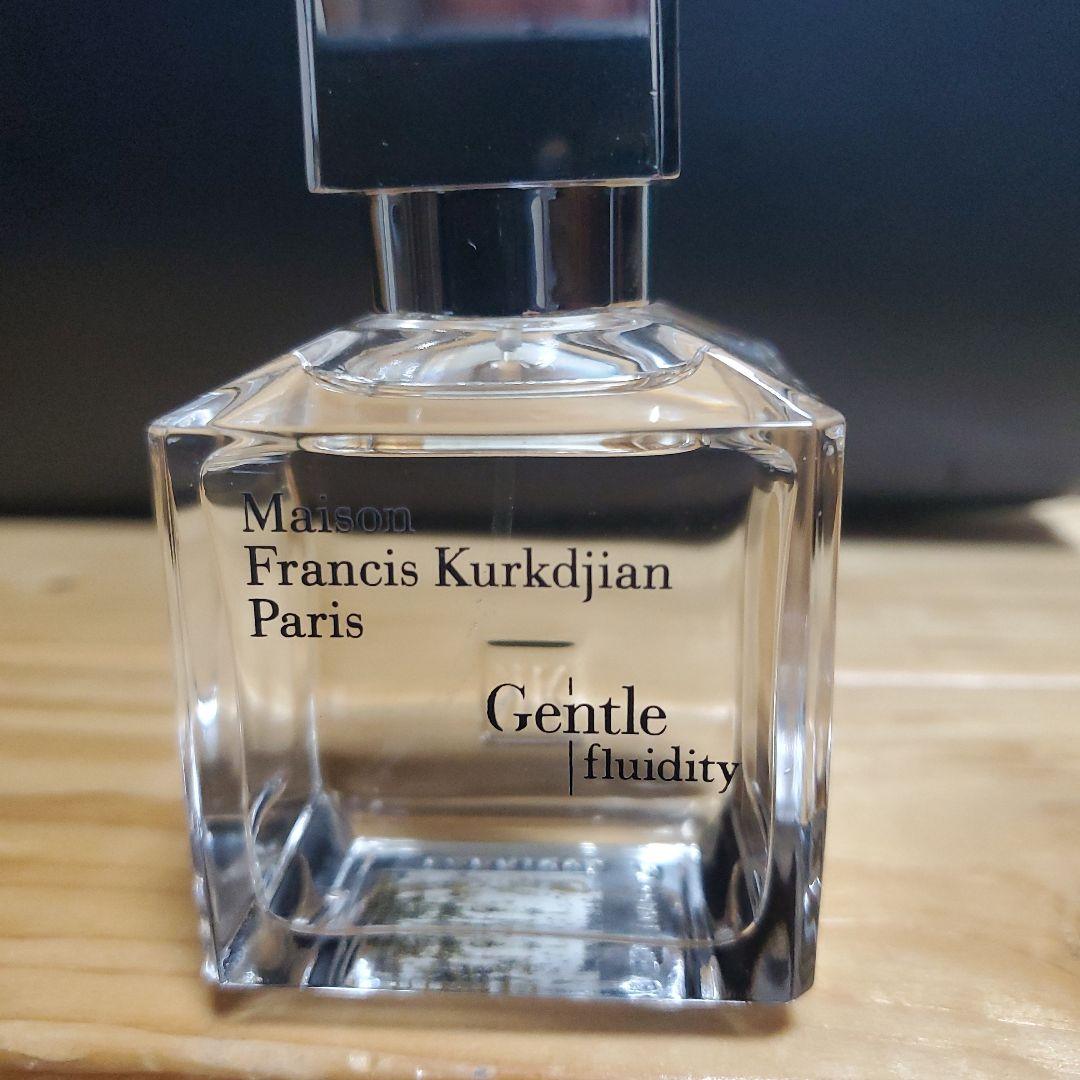 Maison
Francis Kurkdjian
Paris
Gentle
fluidity